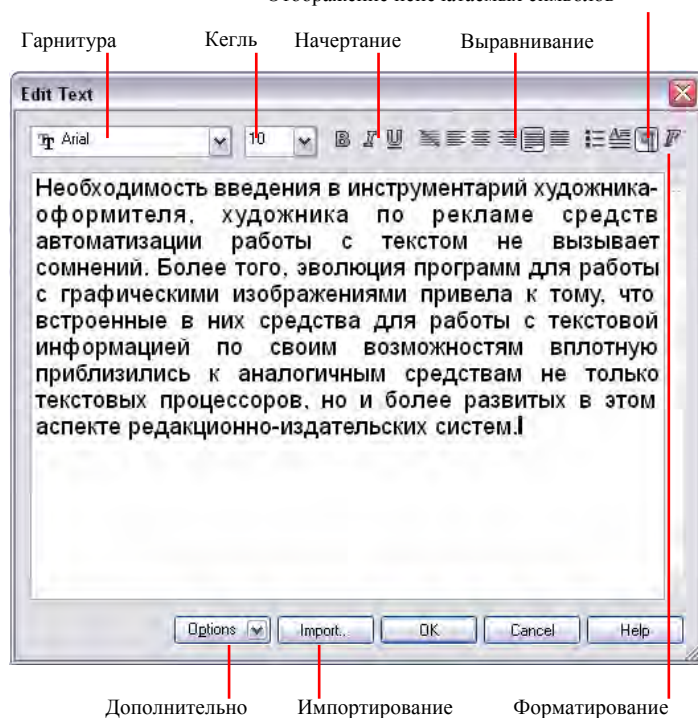 Отображение непечатаемых символов
Гарнитура Кегль Начертание Выравнивание
Edit Text
Arial 10 B I U F
Необходимость введения в инструментарий художника-
оформителя, художника по рекламе средств
автоматизации работы с текстом не вызывает
сомнений. Более того, эволюция программ для работы
с графическими изображениями привела к тому, что
встроенные в них средства для работы с текстовой
информацией по своим возможностям вплотную
приблизились к аналогичным средствам не только
текстовых процессоров, но и более развитых в этом
аспекте редакционно-издательских систем.
Options Import.. OK Cancel Help
Дополнительно Импортирование Форматирование